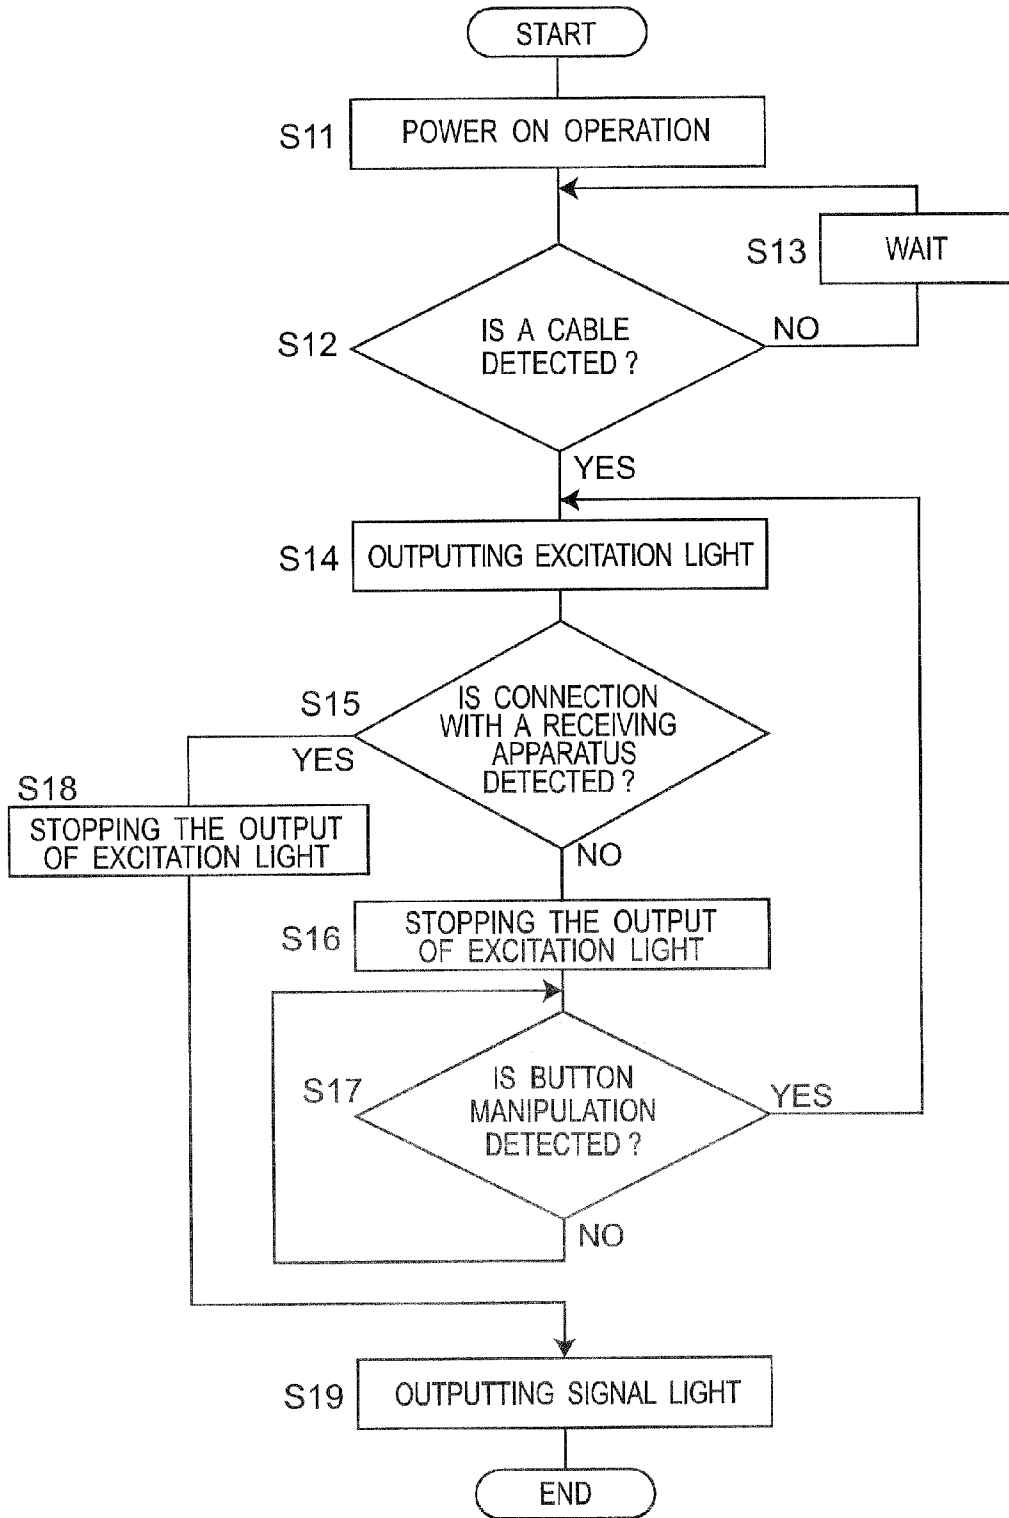 START
S11
POWER ON OPERATION
S13
WAIT
S12
IS A CABLE
DETECTED ?
NO
YES
S14
OUTPUTTING EXCITATION LIGHT
S15
IS CONNECTION
WITH A RECEIVING
APPARATUS
DETECTED ?
YES
NO
S18
STOPPING THE OUTPUT
OF EXCITATION LIGHT
S16
STOPPING THE OUTPUT
OF EXCITATION LIGHT
S17
IS BUTTON
MANIPULATION
DETECTED ?
YES
NO
S19
OUTPUTTING SIGNAL LIGHT
END